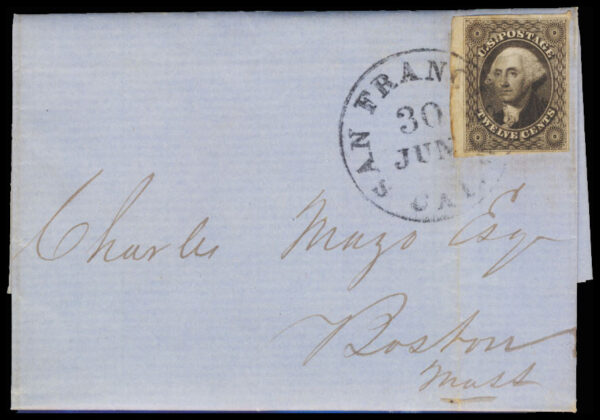 U.S. POSTAGE
TWELVE CENTS
SAN FRAN
30
JUN
CAL
Charles Mayo Esq
Boston
Mass